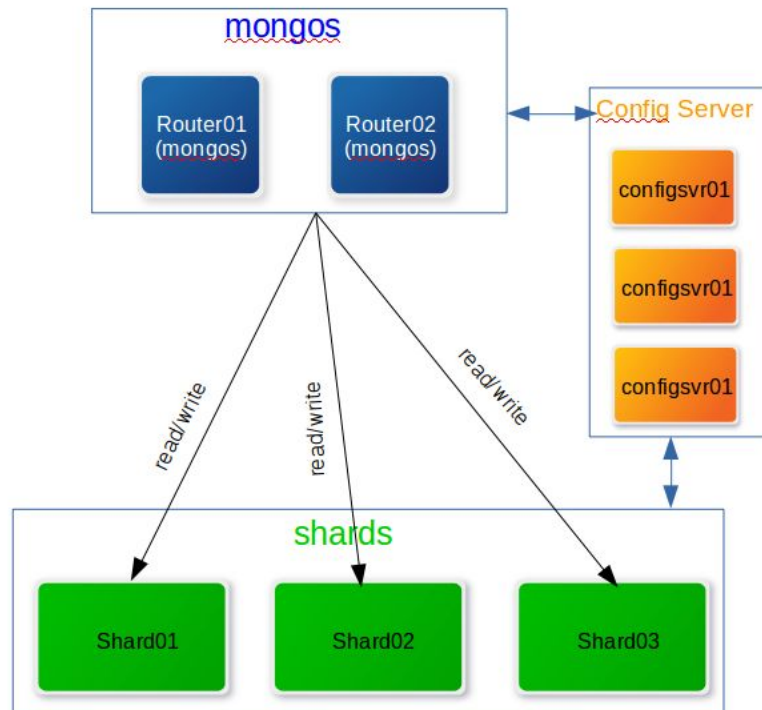 mongos
Router01
(mongos)
Router02
(mongos)
Config Server
configsvr01
configsvr01
configsvr01
read/write
read/write
read/write
shards
Shard01
Shard02
Shard03